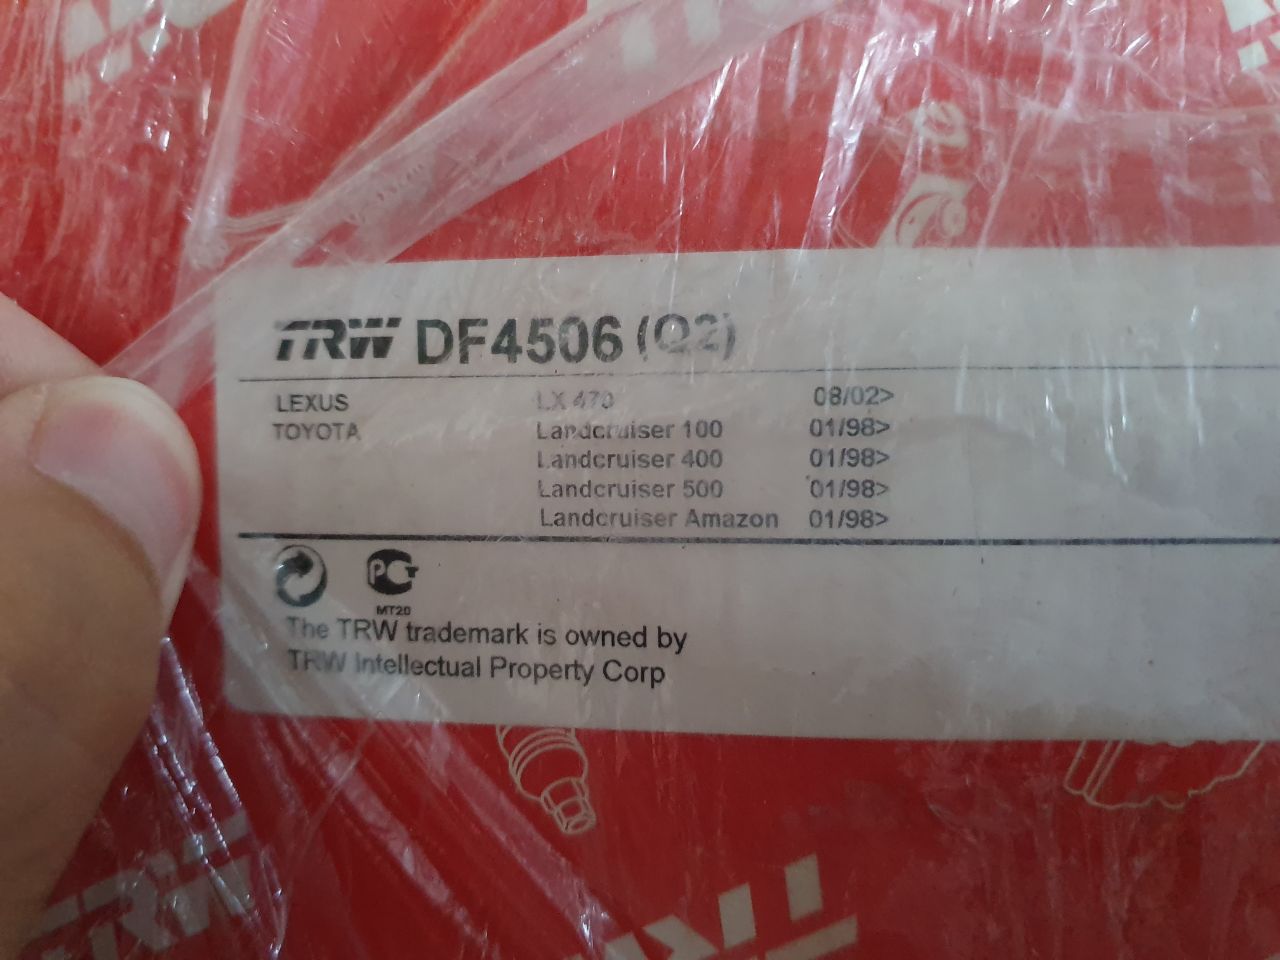 TRW DF4506 (Q2)
LEXUS LX 470 08/02>
TOYOTA Landcruiser 100 01/98>
Landcruiser 400 01/98>
Landcruiser 500 01/98>
Landcruiser Amazon 01/98>
MT20
The TRW trademark is owned by
TRW Intellectual Property Corp
TRW